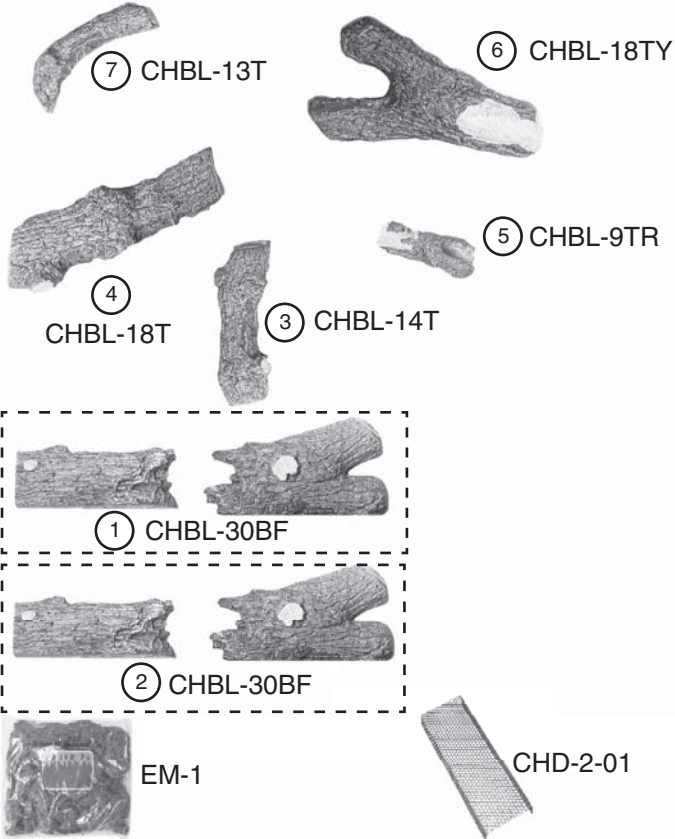 7 CHBL-13T
6 CHBL-18TY
5 CHBL-9TR
4
CHBL-18T
3 CHBL-14T
1 CHBL-30BF
2 CHBL-30BF
EM-1
CHD-2-01